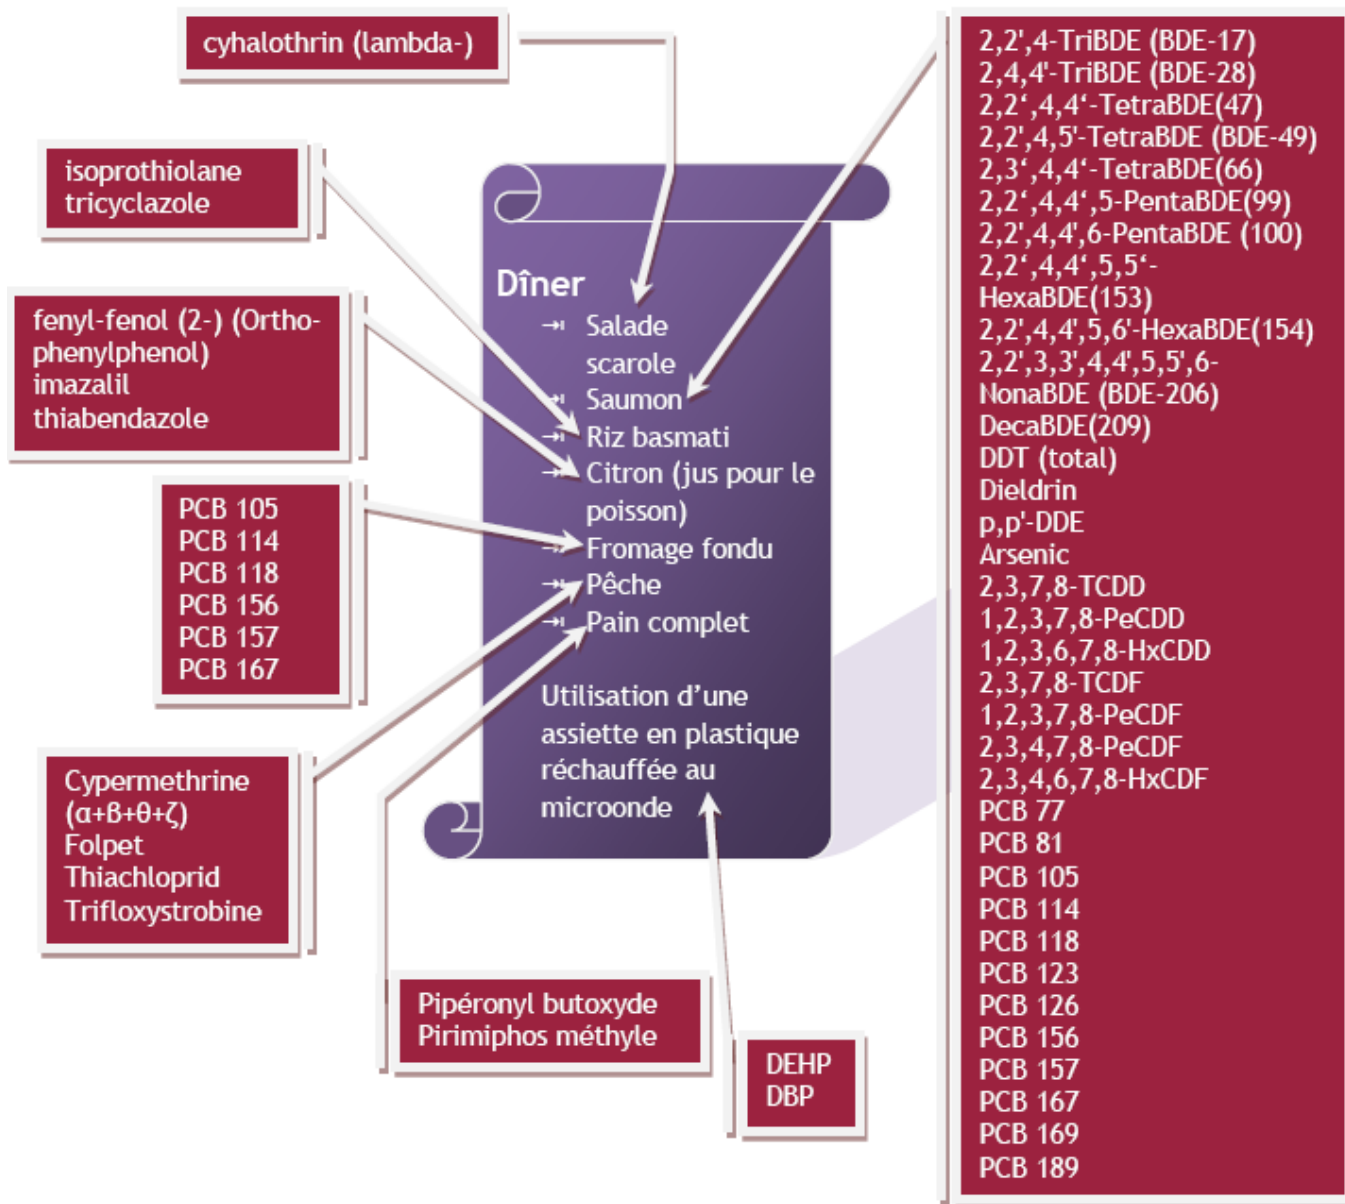 cyhalothrin (lambda-)
isoprothiolane
tricyclazole
fenyl-fenol (2-) (Ortho-
phenylphenol)
imazalil
thiabendazole
PCB 105
PCB 114
PCB 118
PCB 156
PCB 157
PCB 167
Cypermethrine
(α+β+θ+ζ)
Folpet
Thiachloprid
Trifloxystrobine
Dîner
Salade
scarole
Saumon
Riz basmati
Citron (jus pour le
poisson)
Fromage fondu
Pêche
Pain complet
Utilisation d’une
assiette en plastique
réchauffée au
microonde
Pipéronyl butoxyde
Pirimiphos méthyle
DEHP
DBP
2,2',4-TriBDE (BDE-17)
2,4,4'-TriBDE (BDE-28)
2,2‘,4,4‘-TetraBDE(47)
2,2',4,5'-TetraBDE (BDE-49)
2,3‘,4,4‘-TetraBDE(66)
2,2‘,4,4‘,5-PentaBDE(99)
2,2',4,4',6-PentaBDE (100)
2,2‘,4,4‘,5,5‘-
HexaBDE(153)
2,2',4,4',5,6'-HexaBDE(154)
2,2',3,3',4,4',5,5',6-
NonaBDE (BDE-206)
DecaBDE(209)
DDT (total)
Dieldrin
p,p'-DDE
Arsenic
2,3,7,8-TCDD
1,2,3,7,8-PeCDD
1,2,3,6,7,8-HxCDD
2,3,7,8-TCDF
1,2,3,7,8-PeCDF
2,3,4,7,8-PeCDF
2,3,4,6,7,8-HxCDF
PCB 77
PCB 81
PCB 105
PCB 114
PCB 118
PCB 123
PCB 126
PCB 156
PCB 157
PCB 167
PCB 169
PCB 189